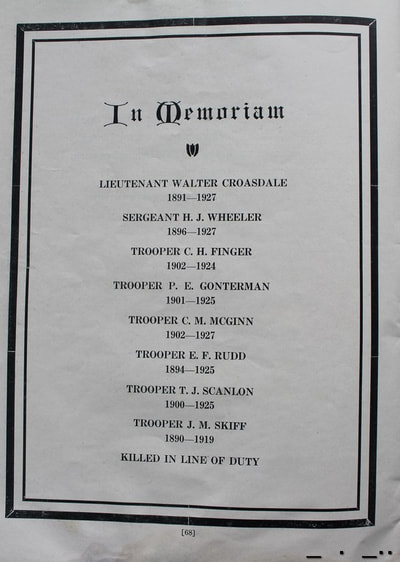 In Memoriam
LIEUTENANT WALTER CROASDALE
1891—1927
SERGEANT H. J. WHEELER
1896—1927
TROOPER C. H. FINGER
1902—1924
TROOPER P. E. GONTERMAN
1901—1925
TROOPER C. M. MCGINN
1902—1927
TROOPER E. F. RUDD
1894—1925
TROOPER T. J. SCANLON
1900—1925
TROOPER J. M. SKIFF
1890—1919
KILLED IN LINE OF DUTY
[68]